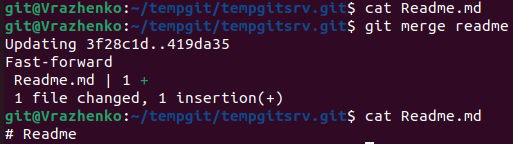 git@Vrazhenko:~/tempgit/tempgitsrv.git$ cat Readme.md
git@Vrazhenko:~/tempgit/tempgitsrv.git$ git merge readme
Updating 3f28c1d..419da35
Fast-forward
 Readme.md | 1 +
 1 file changed, 1 insertion(+)
git@Vrazhenko:~/tempgit/tempgitsrv.git$ cat Readme.md
# Readme